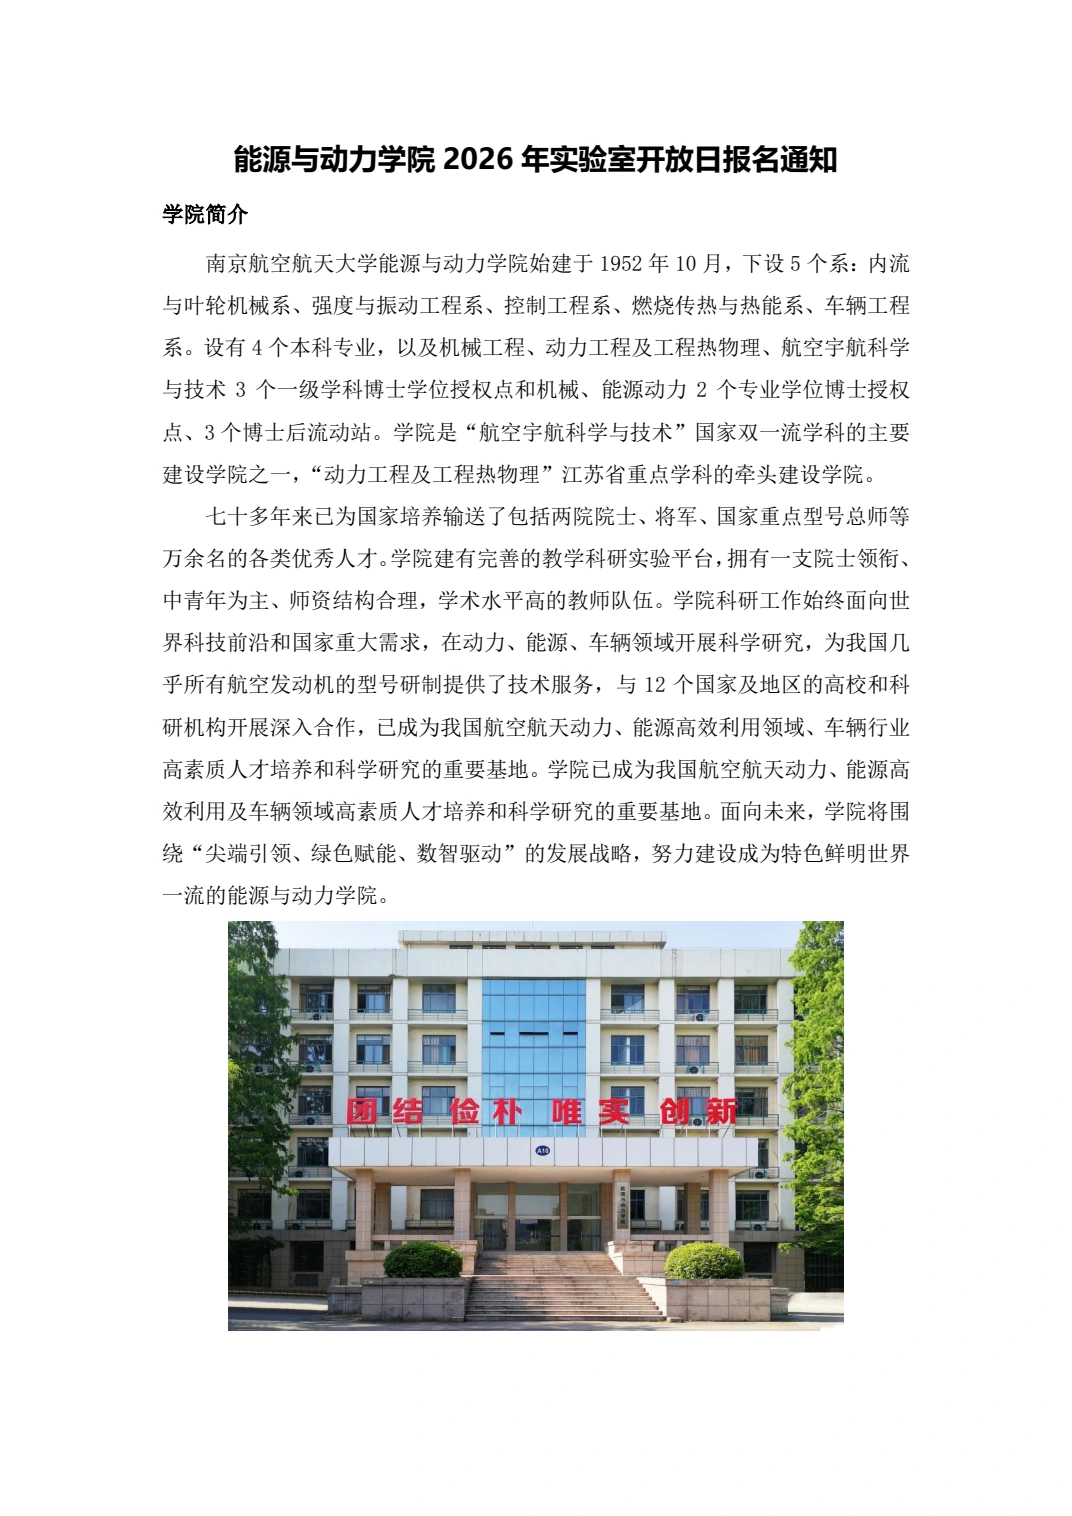 能源与动力学院 2026 年实验室开放日报名通知
学院简介
南京航空航天大学能源与动力学院始建于 1952 年 10 月，下设 5 个系：内流
与叶轮机械系、强度与振动工程系、控制工程系、燃烧传热与热能系、车辆工程
系。设有 4 个本科专业，以及机械工程、动力工程及工程热物理、航空宇航科学
与技术 3 个一级学科博士学位授权点和机械、能源动力 2 个专业学位博士授权
点、3 个博士后流动站。学院是“航空宇航科学与技术”国家双一流学科的主要
建设学院之一，“动力工程及工程热物理”江苏省重点学科的牵头建设学院。
七十多年来已为国家培养输送了包括两院院士、将军、国家重点型号总师等
万余名的各类优秀人才。学院建有完善的教学科研实验平台，拥有一支院士领衔、
中青年为主、师资结构合理，学术水平高的教师队伍。学院科研工作始终面向世
界科技前沿和国家重大需求，在动力、能源、车辆领域开展科学研究，为我国几
乎所有航空发动机的型号研制提供了技术服务，与 12 个国家及地区的高校和科
研机构开展深入合作，已成为我国航空航天动力、能源高效利用领域、车辆行业
高素质人才培养和科学研究的重要基地。学院已成为我国航空航天动力、能源高
效利用及车辆领域高素质人才培养和科学研究的重要基地。面向未来，学院将围
绕“尖端引领、绿色赋能、数智驱动”的发展战略，努力建设成为特色鲜明世界
一流的能源与动力学院。
团结 俭朴 唯实 创新
A10
能源与动力学院